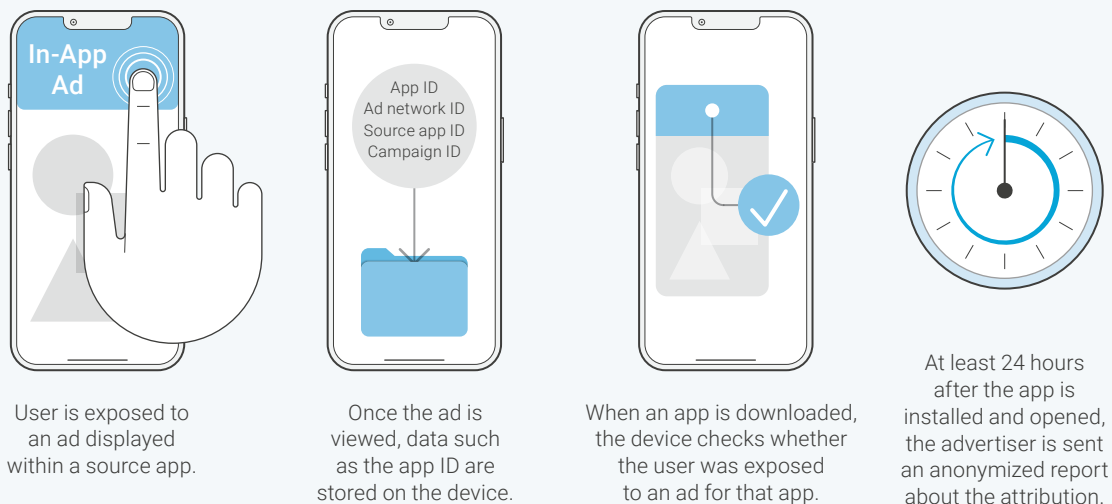 In-App
Ad
App ID
Ad network ID
Source app ID
Campaign ID
User is exposed to
an ad displayed
within a source app.
Once the ad is
viewed, data such
as the app ID are
stored on the device.
When an app is downloaded,
the device checks whether
the user was exposed
to an ad for that app.
At least 24 hours
after the app is
installed and opened,
the advertiser is sent
an anonymized report
about the attribution.